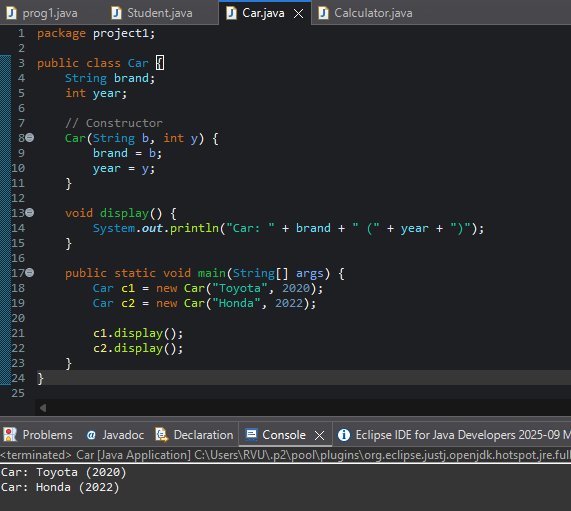 prog1.java Student.java Car.java Calculator.java
1 package project1;
2
3 public class Car {
4 String brand;
5 int year;
6
7 // Constructor
8 Car(String b, int y) {
9 brand = b;
10 year = y;
11 }
12
13 void display() {
14 System.out.println("Car: " + brand + " (" + year + ")");
15 }
16
17 public static void main(String[] args) {
18 Car c1 = new Car("Toyota", 2020);
19 Car c2 = new Car("Honda", 2022);
20
21 c1.display();
22 c2.display();
23 }
24 }
25
Problems Javadoc Declaration Console Eclipse IDE for Java Developers 2025-09 M
<terminated> Car [Java Application] C:\Users\RVU\.p2\pool\plugins\org.eclipse.justj.openjdk.hotspot.jre.full
Car: Toyota (2020)
Car: Honda (2022)